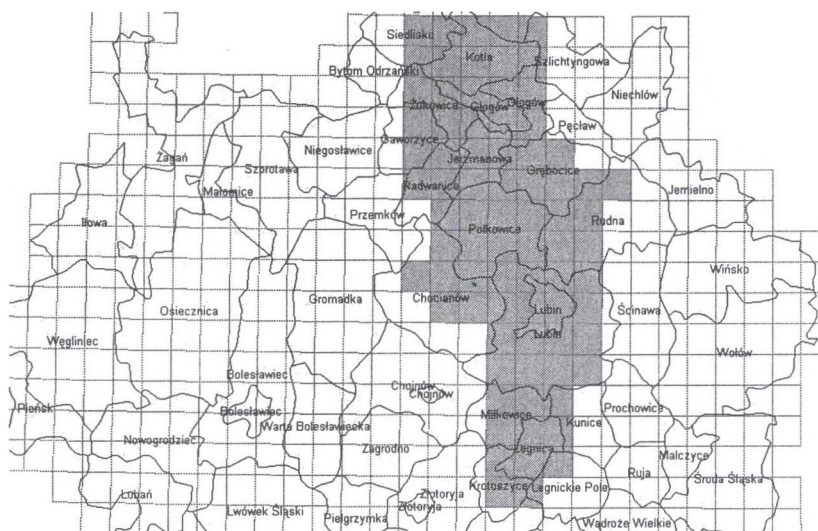 Siedlisko
Kotla
Szlichtyngowa
Bytom Odrzański
Niechlów
Żukowice
Głogów
Głogów
Pęcław
Gaworzyce
Niegosławice
Jerzmanowa
Żagań
Szprotawa
Grębocice
Małomice
Radwanice
Jemielno
Przemków
Iłowa
Polkowice
Rudna
Wińsko
Gromadka
Chocianów
Osiecznica
Lubin
Ścinawa
Lubin
Węgliniec
Wołów
Bolesławiec
Chojnów
Chojnów
Pieńsk
Bolesławiec
Miłkowice
Prochowice
Warta Bolesławiecka
Kunice
Nowogrodziec
Zagrodno
Legnica
Malczyce
Ruja
Środa Śląska
Lubań
Krotoszyce
Legnickie Pole
Złotoryja
Złotoryja
Lwówek Śląski
Pielgrzymka
Wądroże Wielkie